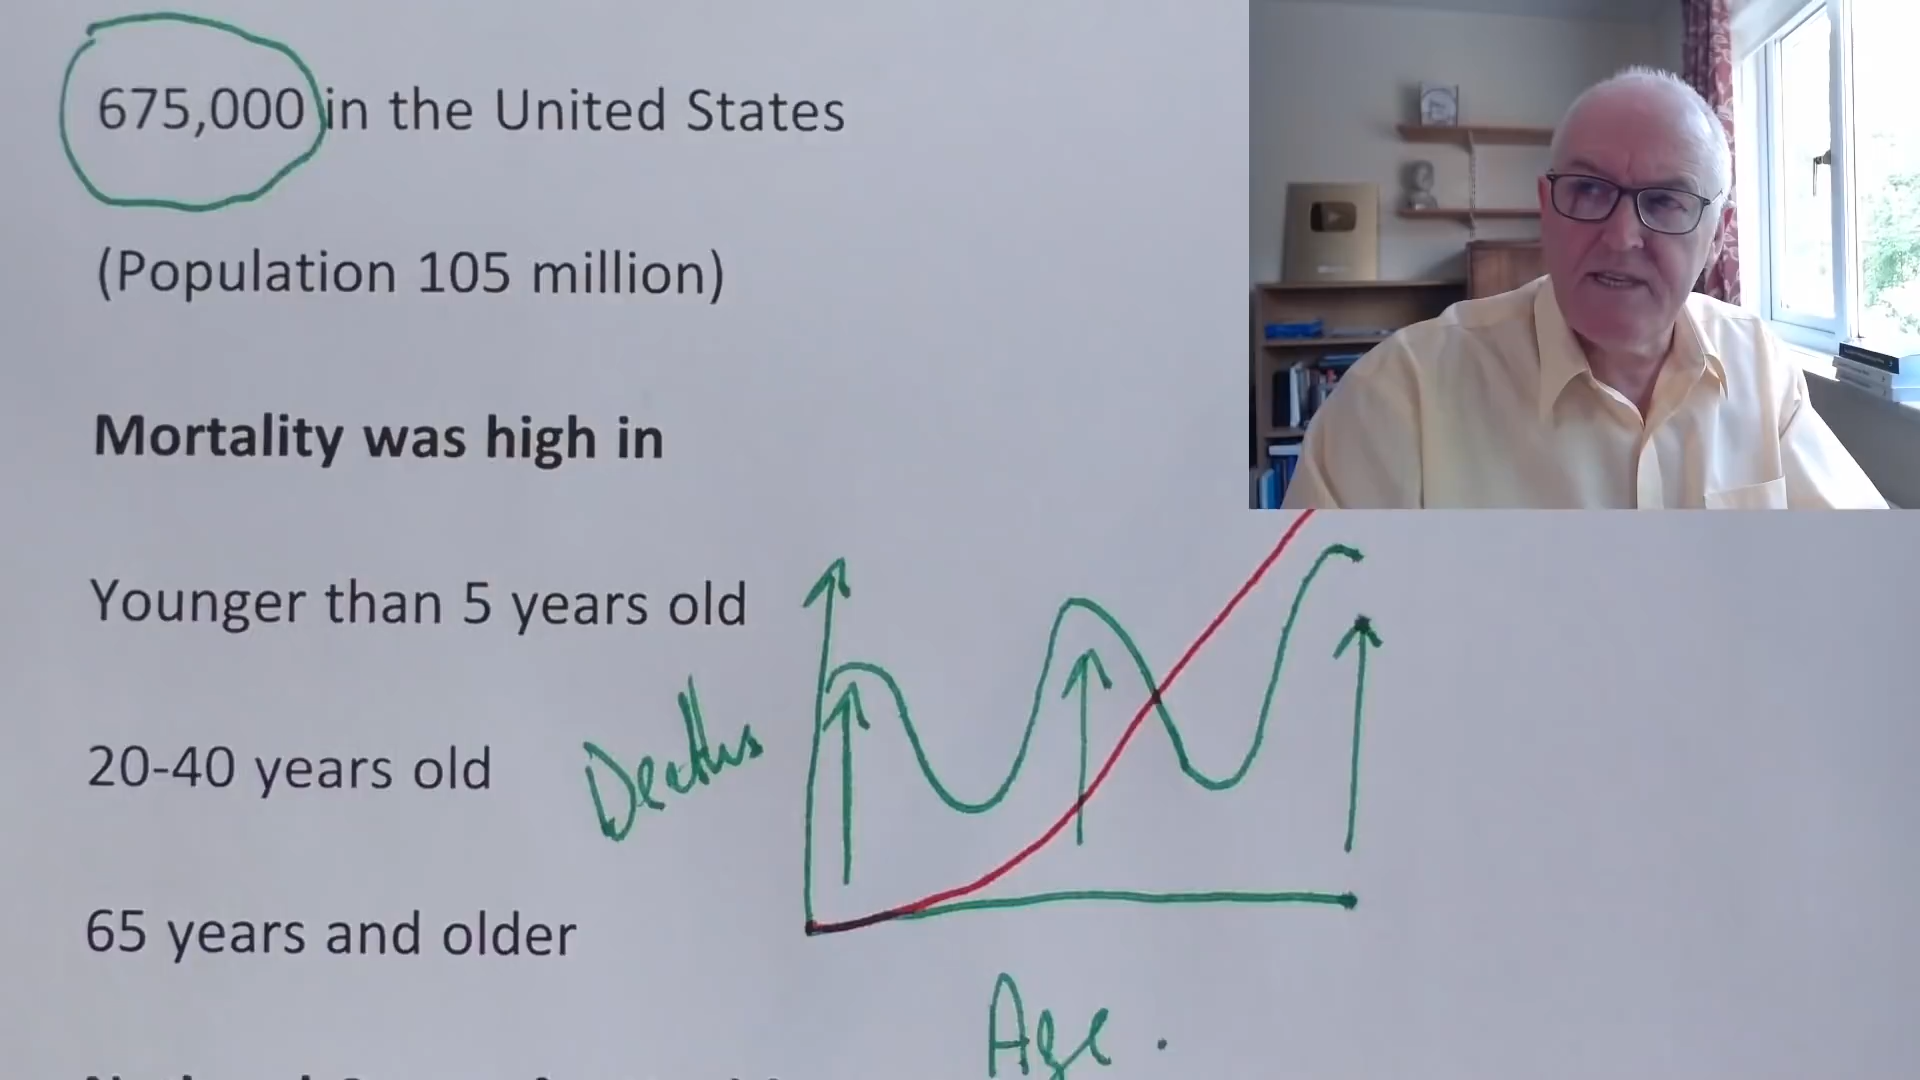 675,000 in the United States
(Population 105 million)
Mortality was high in
Younger than 5 years old
20-40 years old
65 years and older
Deaths
Age.